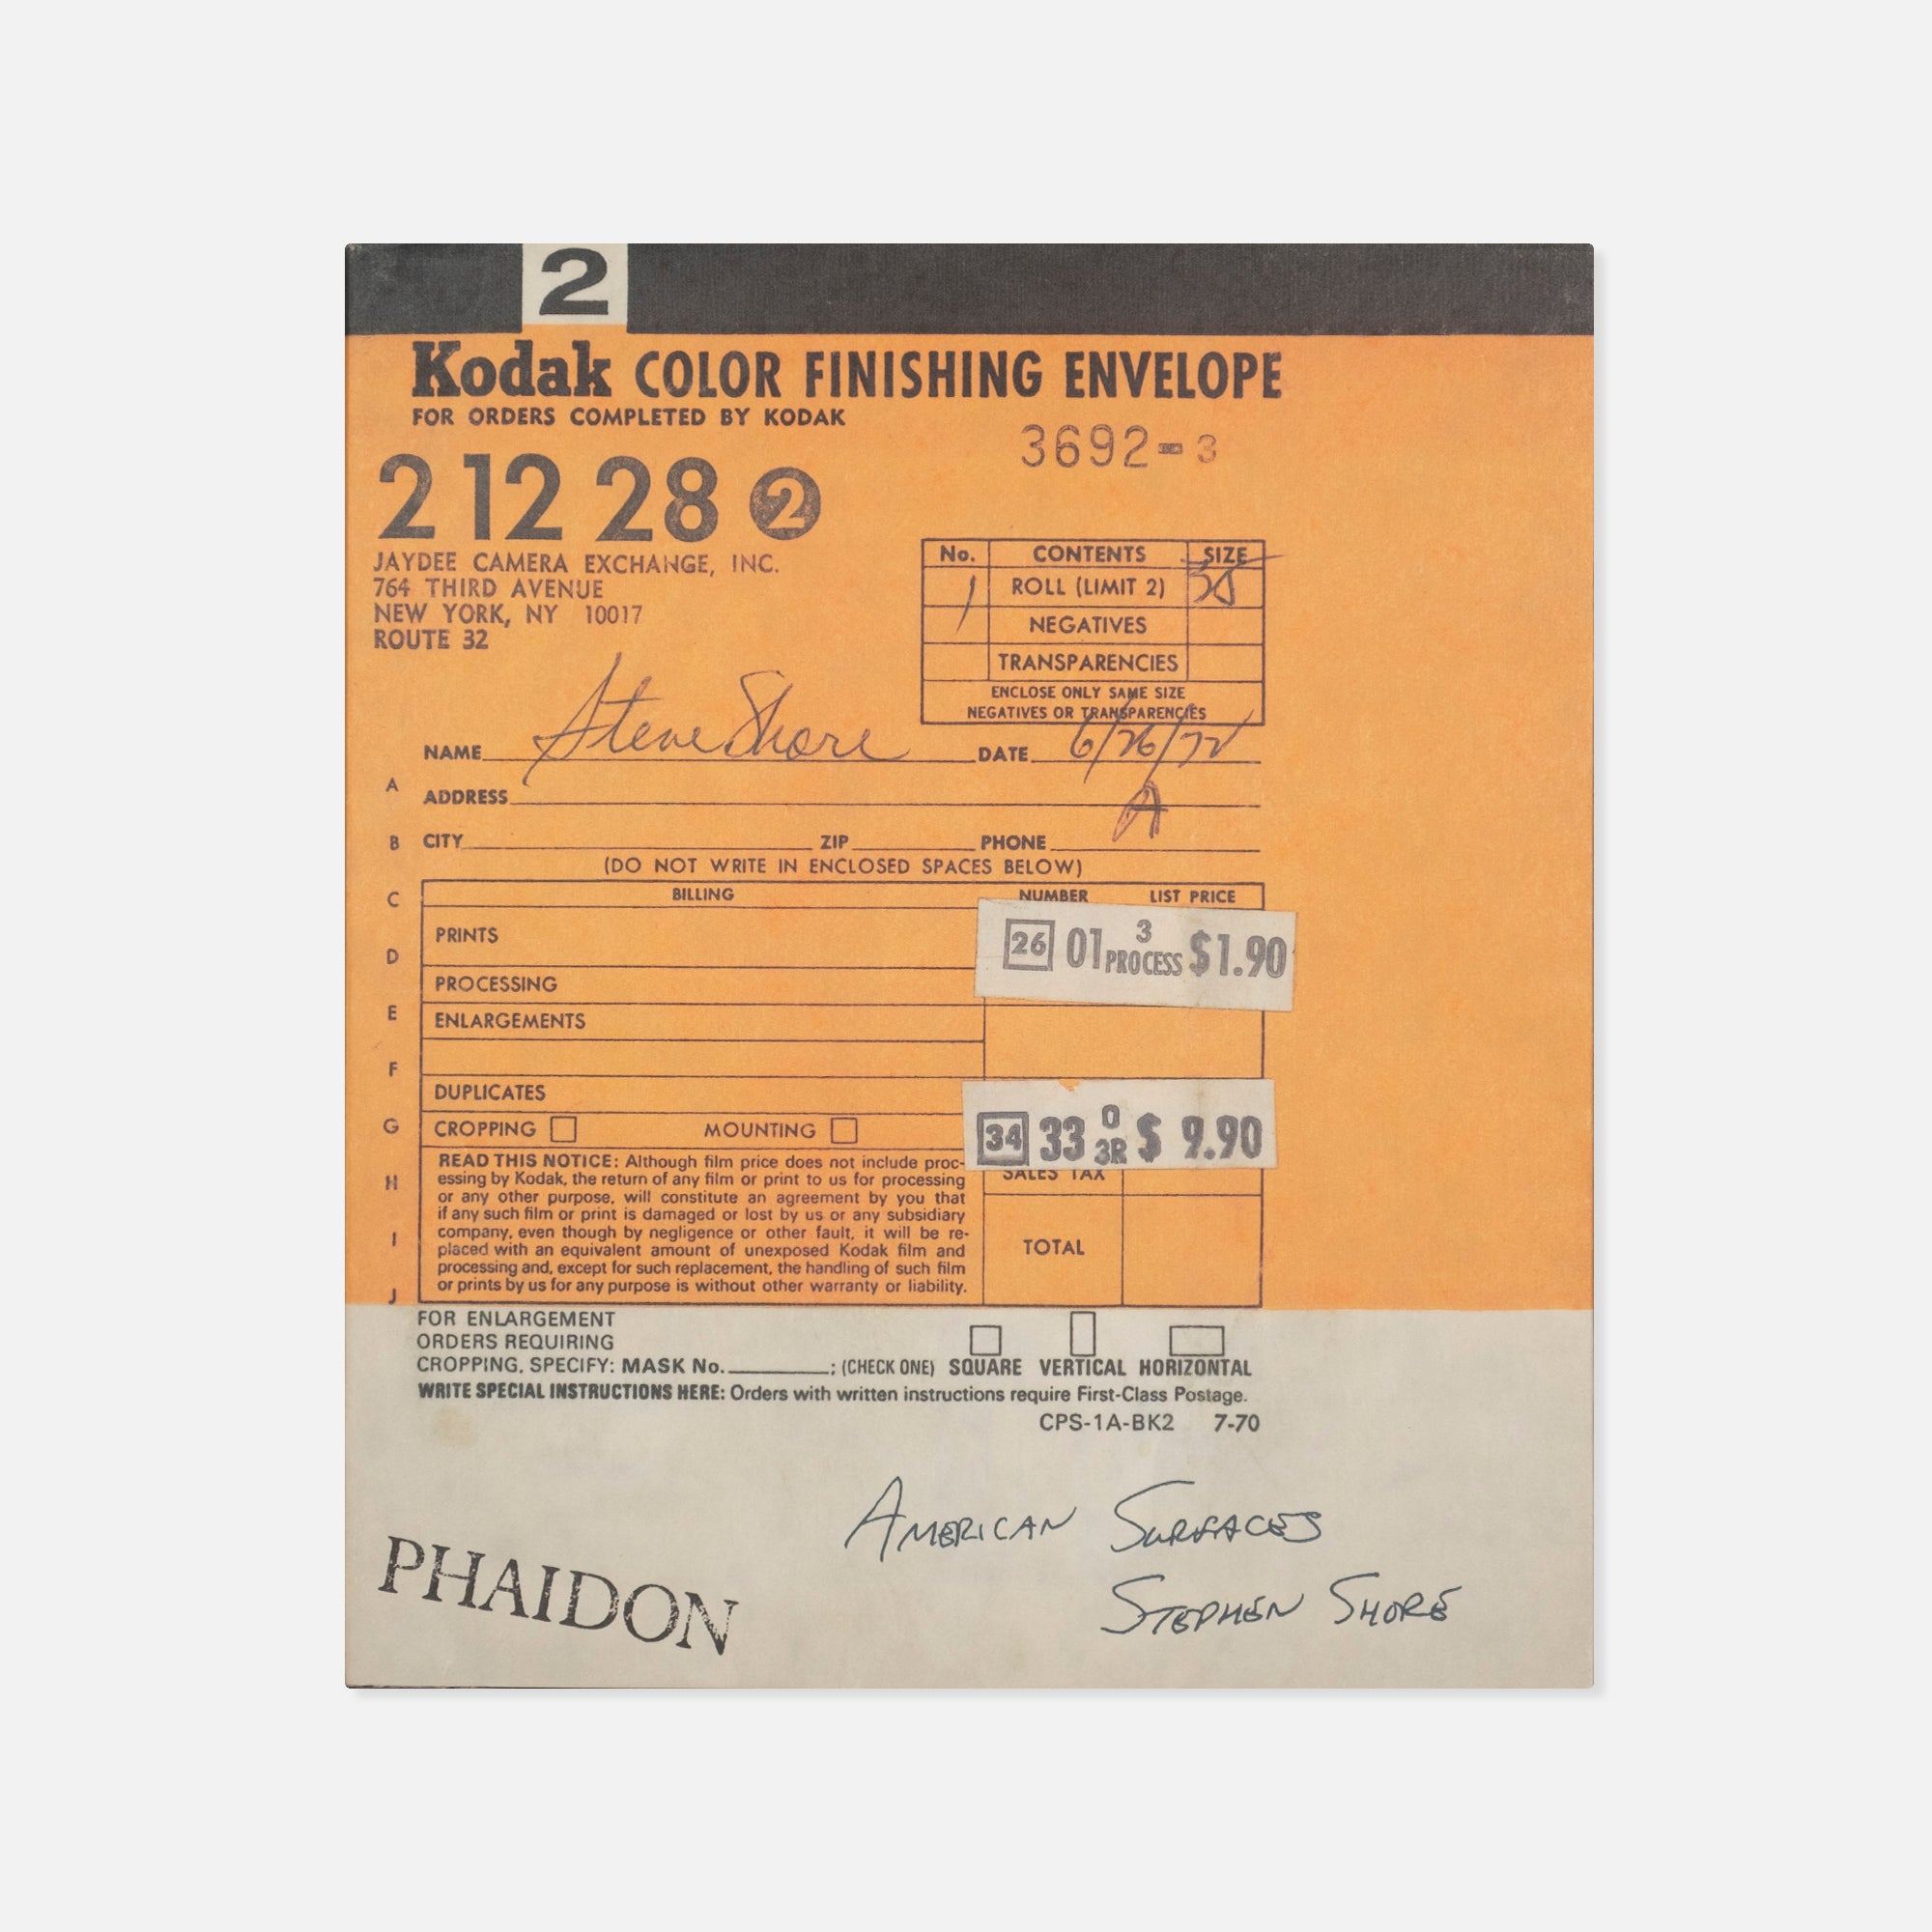 2
Kodak COLOR FINISHING ENVELOPE
FOR ORDERS COMPLETED BY KODAK
3692-3
2 12 28 2
JAYDEE CAMERA EXCHANGE, INC.
764 THIRD AVENUE
NEW YORK, NY 10017
ROUTE 32
No. CONTENTS SIZE
1 ROLL (LIMIT 2)
NEGATIVES
TRANSPARENCIES
ENCLOSE ONLY SAME SIZE
NEGATIVES OR TRANSPARENCIES
NAME Steve Shore DATE 6/26/72
A
ADDRESS A
B CITY ZIP PHONE
(DO NOT WRITE IN ENCLOSED SPACES BELOW)
C BILLING NUMBER LIST PRICE
PRINTS 26 01 3 PROCESS $1.90
D
PROCESSING
E ENLARGEMENTS
F
DUPLICATES
G CROPPING MOUNTING 34 33 0 3R $ 9.90
SALES TAX
READ THIS NOTICE: Although film price does not include proc-
H essing by Kodak, the return of any film or print to us for processing
or any other purpose, will constitute an agreement by you that
if any such film or print is damaged or lost by us or any subsidiary
I company, even though by negligence or other fault, it will be re-
placed with an equivalent amount of unexposed Kodak film and
processing and, except for such replacement, the handling of such film
J or prints by us for any purpose is without other warranty or liability.
TOTAL
FOR ENLARGEMENT
ORDERS REQUIRING
CROPPING, SPECIFY: MASK No. ; (CHECK ONE) SQUARE VERTICAL HORIZONTAL
WRITE SPECIAL INSTRUCTIONS HERE: Orders with written instructions require First-Class Postage.
CPS-1A-BK2 7-70
AMERICAN SURFACES
STEPHEN SHORE
PHAIDON